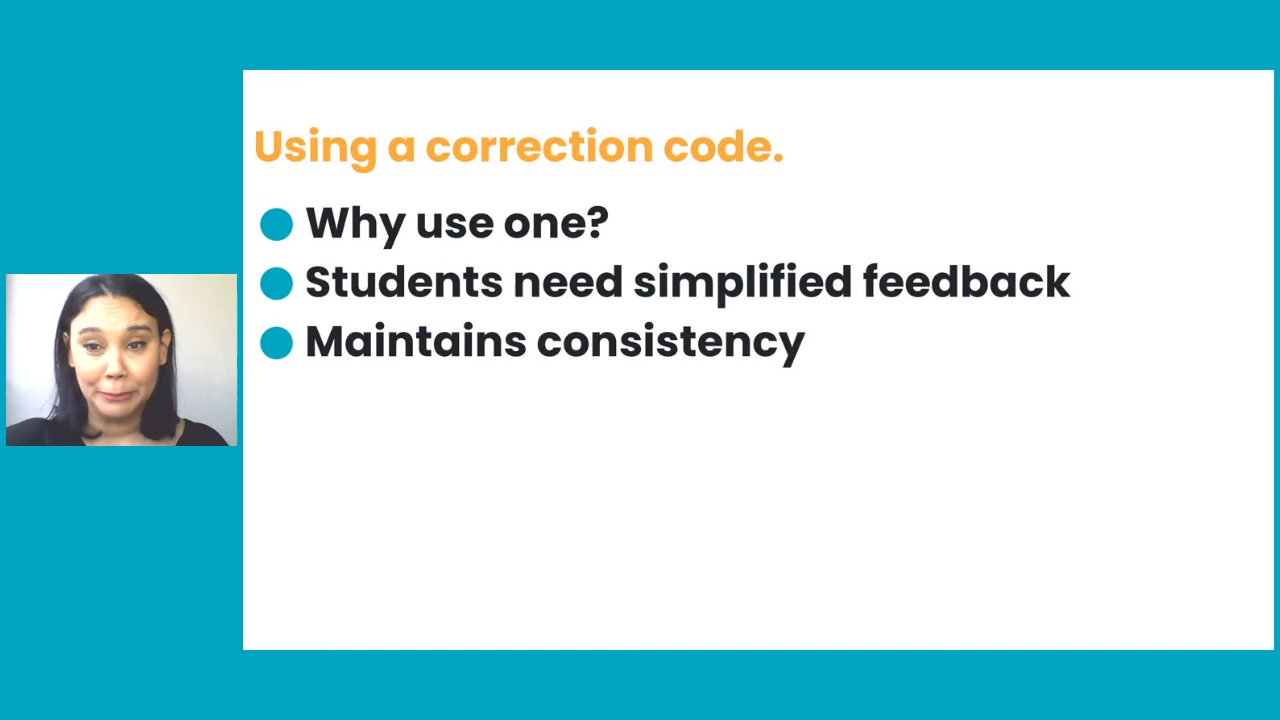 Using a correction code.
Why use one?
Students need simplified feedback
Maintains consistency